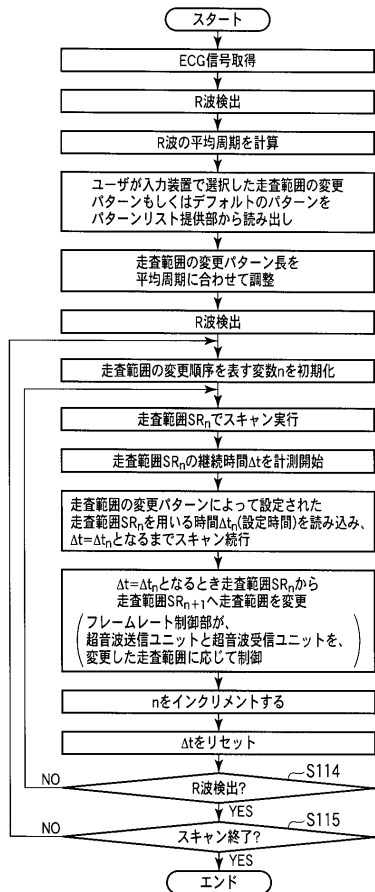 スタート
ECG信号取得
R波検出
R波の平均周期を計算
ユーザが入力装置で選択した走査範囲の変更
パターンもしくはデフォルトのパターンを
パターンリスト提供部から読み出し
走査範囲の変更パターン長を
平均周期に合わせて調整
R波検出
走査範囲の変更順序を表す変数nを初期化
走査範囲SRnでスキャン実行
走査範囲SRnの継続時間Δtを計測開始
走査範囲の変更パターンによって設定された
走査範囲SRnを用いる時間Δtn(設定時間)を読み込み、
Δt=Δtnとなるまでスキャン続行
Δt=Δtnとなるとき走査範囲SRnから
走査範囲SRn+1へ走査範囲を変更
(フレームレート制御部が、
超音波送信ユニットと超音波受信ユニットを、
変更した走査範囲に応じて制御)
nをインクリメントする
Δtをリセット
NO
S114
R波検出?
YES
NO
S115
スキャン終了?
YES
エンド